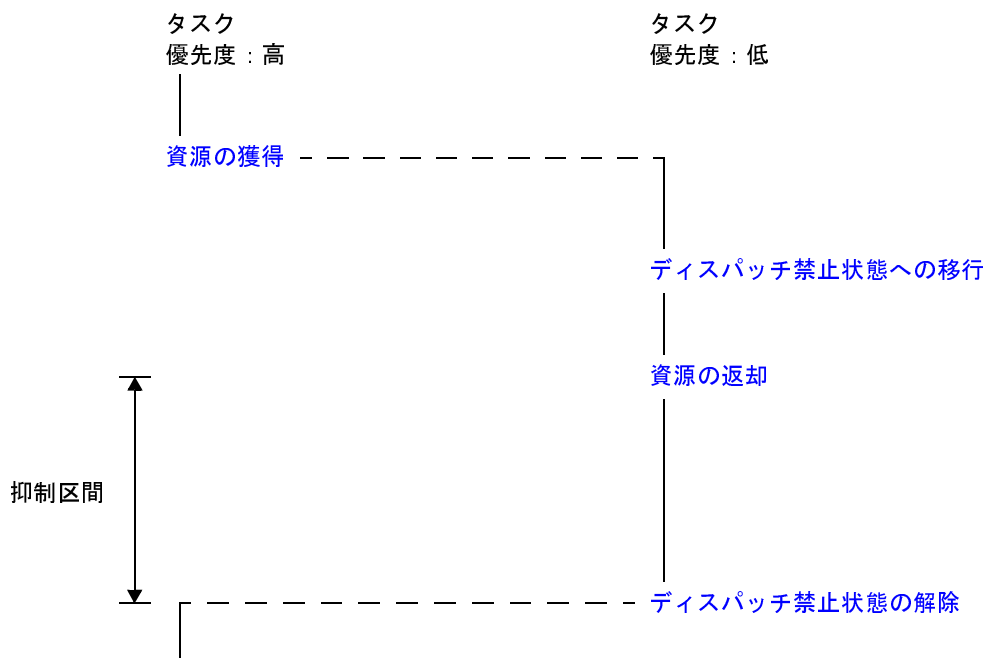 タスク
優先度：高
タスク
優先度：低
資源の獲得
ディスパッチ禁止状態への移行
資源の返却
抑制区間
ディスパッチ禁止状態の解除